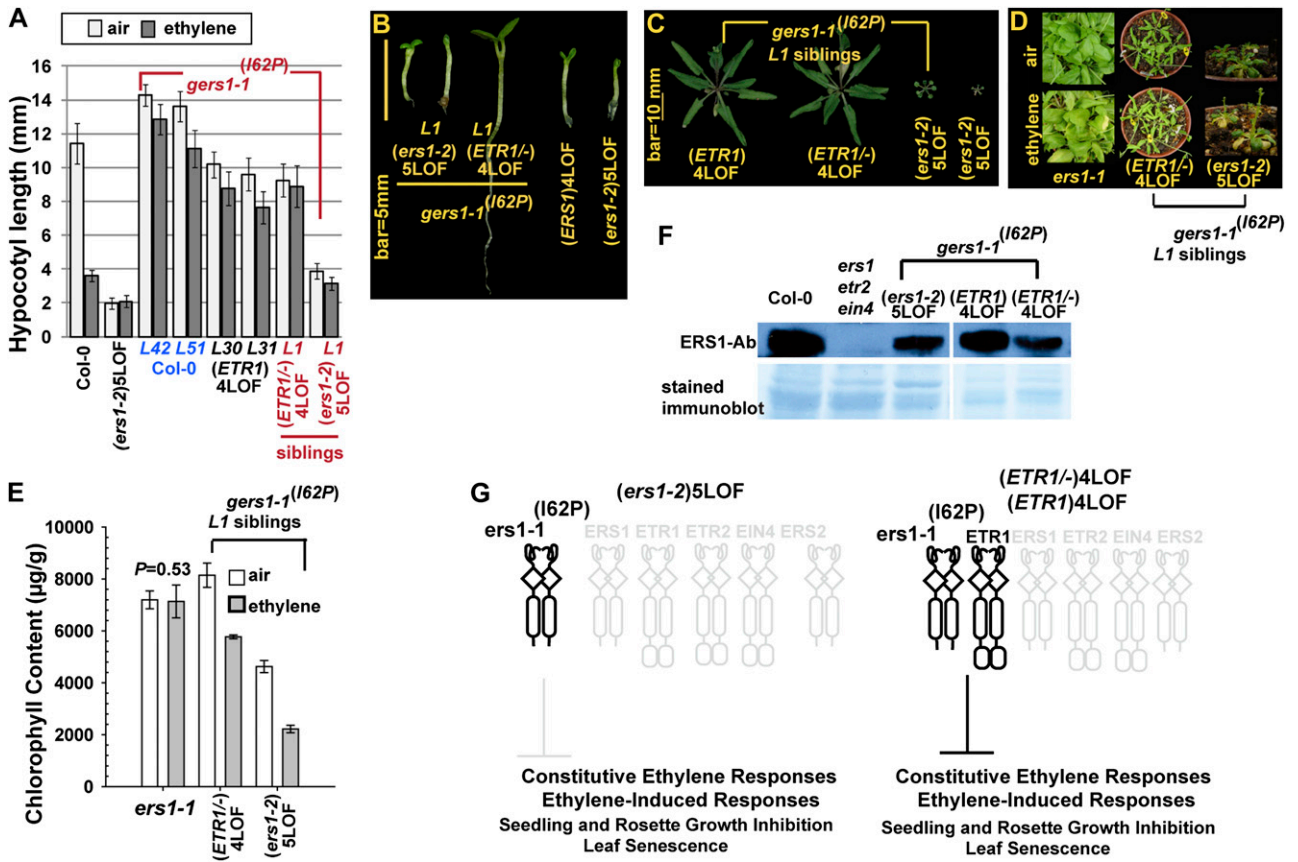 A
air ethylene
(I62P)
gers1-1
Hypocotyl length (mm)
16
14
12
10
8
6
4
2
0
Col-0
(ers1-2)5LOF
L42 L51
Col-0
L30 L31
(ETR1)
4LOF
L1
(ETR1/-)
4LOF
L1
(ers1-2)
5LOF
siblings
B
bar=5mm
L1
(ers1-2)
5LOF
L1
(ETR1/-)
4LOF
gers1-1(I62P)
(ERS1)4LOF
(ers1-2)5LOF
C
gers1-1(I62P)
L1 siblings
bar=10 mm
(ETR1)
4LOF
(ETR1/-)
4LOF
(ers1-2)
5LOF
(ers1-2)
5LOF
D
air
ethylene
ers1-1
(ETR1/-)
4LOF
(ers1-2)
5LOF
gers1-1(I62P)
L1 siblings
F
gers1-1(I62P)
Col-0
ers1
etr2
ein4
(ers1-2)
5LOF
(ETR1)
4LOF
(ETR1/-)
4LOF
ERS1-Ab
stained
immunoblot
E
gers1-1(I62P)
L1 siblings
Chlorophyll Content (µg/g)
10000
8000
6000
4000
2000
0
P=0.53
air
ethylene
ers1-1
(ETR1/-)
4LOF
(ers1-2)
5LOF
G
(ers1-2)5LOF
(I62P)
ers1-1
ERS1 ETR1 ETR2 EIN4 ERS2
Constitutive Ethylene Responses
Ethylene-Induced Responses
Seedling and Rosette Growth Inhibition
Leaf Senescence
(ETR1/-)4LOF
(ETR1)4LOF
(I62P)
ers1-1 ETR1 ERS1 ETR2 EIN4 ERS2
Constitutive Ethylene Responses
Ethylene-Induced Responses
Seedling and Rosette Growth Inhibition
Leaf Senescence